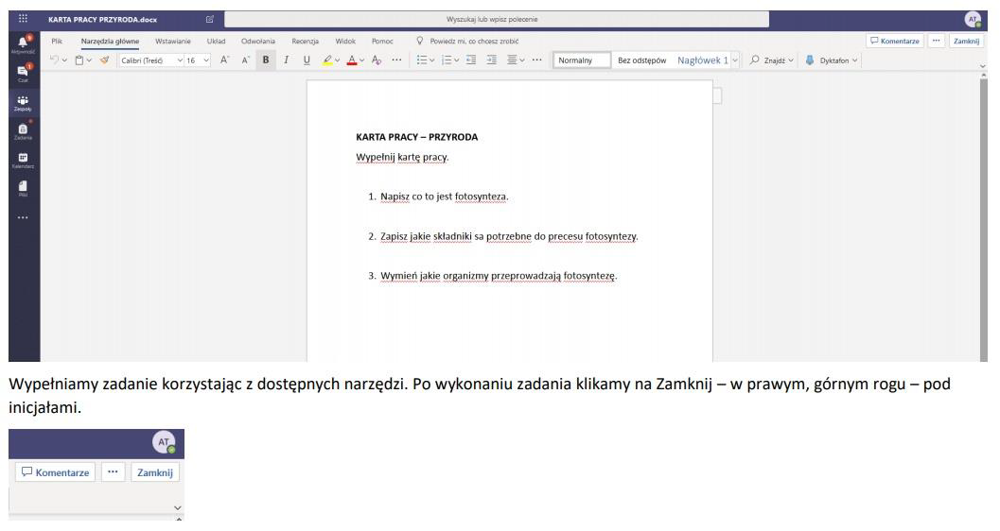 KARTA PRACY PRZYRODA.docx
Wyszukaj lub wpisz polecenie
AT
9
Aktywność
Plik Narzędzia główne Wstawianie Układ Odwołania Recenzja Widok Pomoc Powiedz mi, co chcesz zrobić
Komentarze ... Zamknij
Calibri (Treść) 16 A A B I U A A ... ... Normalny Bez odstępów Nagłówek 1 Znajdź Dyktafon
1
Czat
Zespoły
Zadania
Kalendarz
Pliki
...
KARTA PRACY – PRZYRODA
Wypełnij kartę pracy.
1. Napisz co to jest fotosynteza.
2. Zapisz jakie składniki sa potrzebne do precesu fotosyntezy.
3. Wymień jakie organizmy przeprowadzają fotosyntezę.
Wypełniamy zadanie korzystając z dostępnych narzędzi. Po wykonaniu zadania klikamy na Zamknij – w prawym, górnym rogu – pod
inicjałami.
AT
Komentarze ... Zamknij